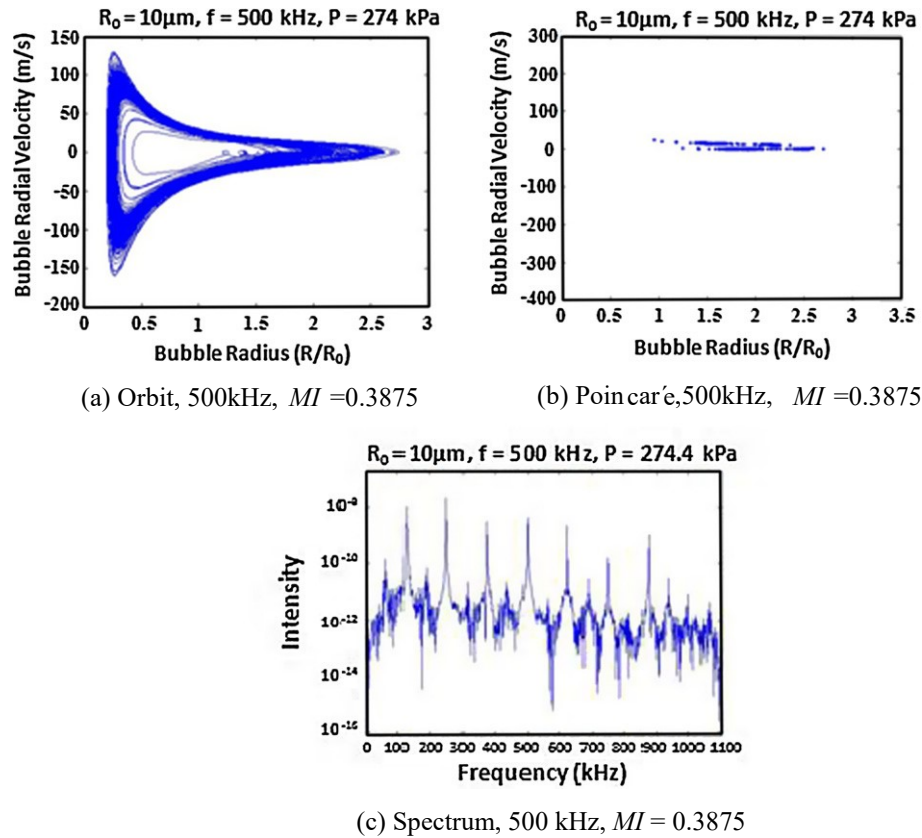 R₀ = 10µm, f = 500 kHz, P = 274 kPa
Bubble Radial Velocity (m/s)
150
100
50
0
-50
-100
-150
-200
0 0.5 1 1.5 2 2.5 3
Bubble Radius (R/R₀)
(a) Orbit, 500kHz, MI =0.3875
R₀ = 10µm, f = 500 kHz, P = 274 kPa
Bubble Radial Velocity (m/s)
300
200
100
0
-100
-200
-300
-400
0 0.5 1 1.5 2 2.5 3 3.5
Bubble Radius (R/R₀)
(b) Poincar´e,500kHz, MI =0.3875
R₀ = 10µm, f = 500 kHz, P = 274.4 kPa
Intensity
10⁻⁸
10⁻¹⁰
10⁻¹²
10⁻¹⁴
10⁻¹⁶
0 100 200 300 400 500 600 700 800 900 1000 1100
Frequency (kHz)
(c) Spectrum, 500 kHz, MI = 0.3875